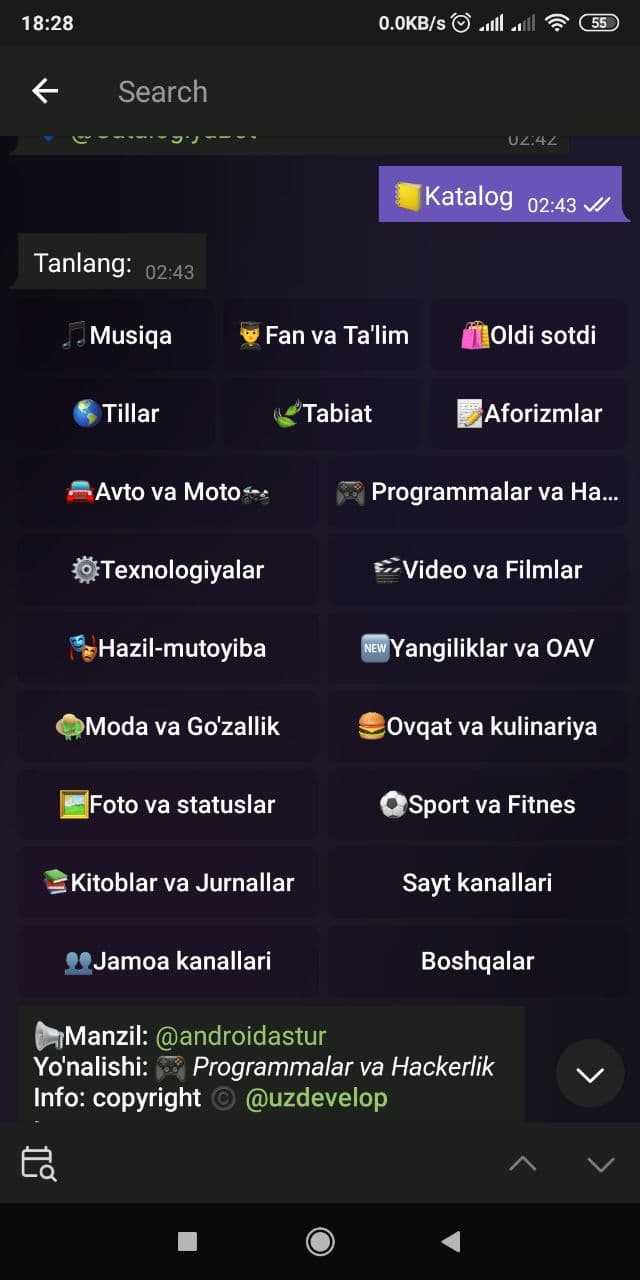 18:28 0.0KB/s 55
Search
02:42
📒Katalog 02:43
Tanlang: 02:43
🎵Musiqa 👨‍🎓Fan va Ta'lim 🛍Oldi sotdi
🌎Tillar 🌿Tabiat 📝Aforizmlar
🚘Avto va Moto🏍 🎮 Programmalar va Ha...
⚙Texnologiyalar 🎬Video va Filmlar
🎭Hazil-mutoyiba 🆕Yangiliklar va OAV
👒Moda va Go'zallik 🍔Ovqat va kulinariya
🖼Foto va statuslar ⚽Sport va Fitnes
📚Kitoblar va Jurnallar Sayt kanallari
👥Jamoa kanallari Boshqalar
📢Manzil: @androidastur
Yo'nalishi: 🎮 Programmalar va Hackerlik
Info: copyright © @uzdevelop